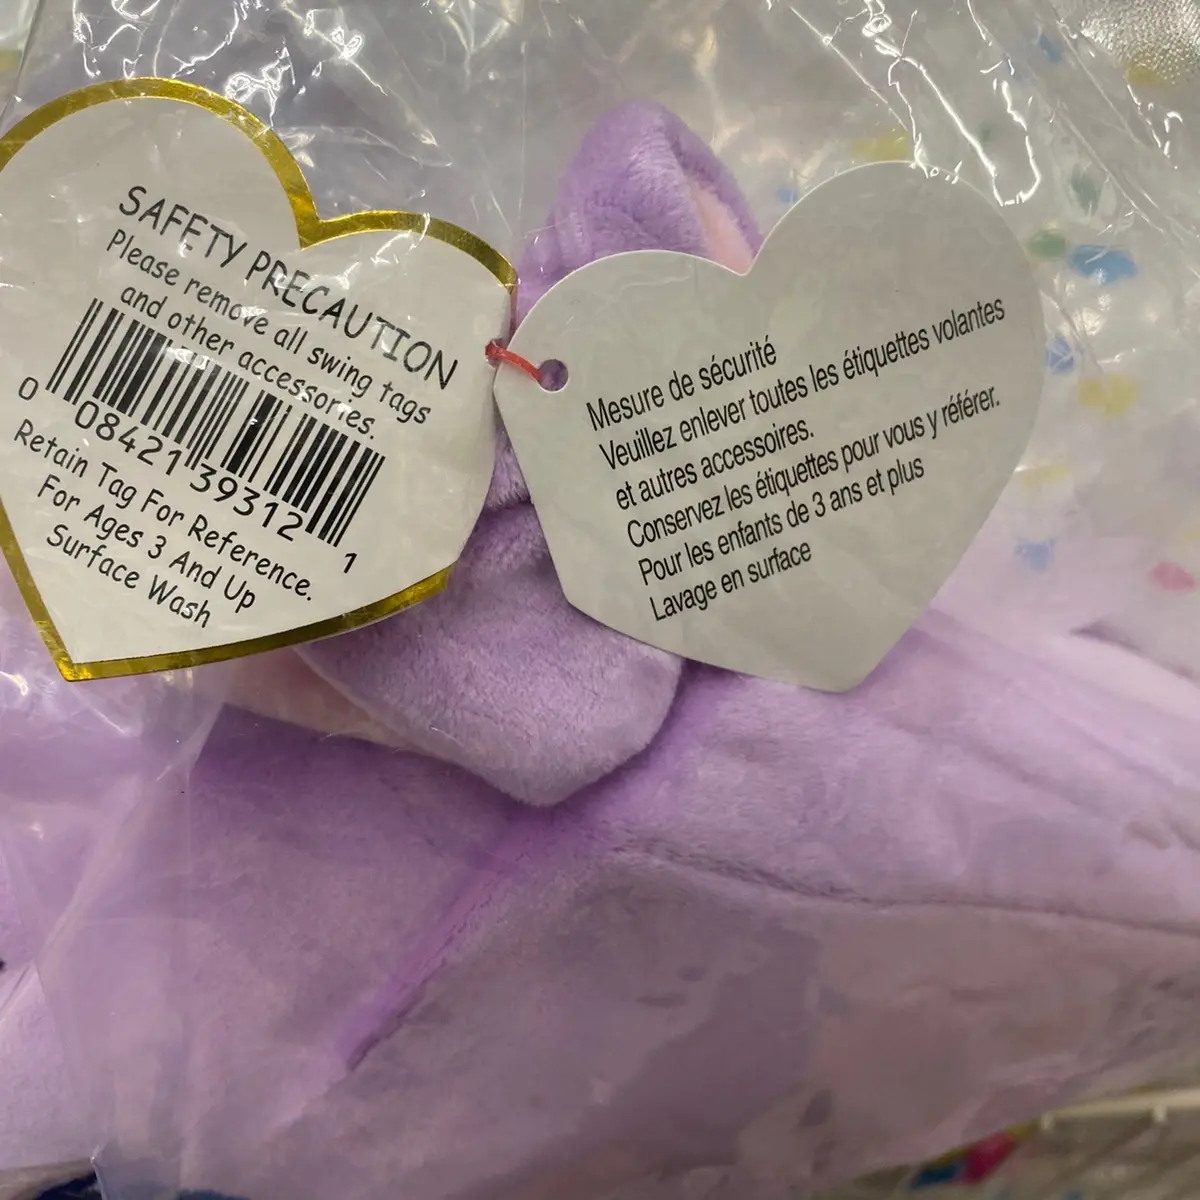 SAFETY PRECAUTION
Please remove all swing tags
and other accessories.
0 08421 39312 1
Retain Tag For Reference.
For Ages 3 And Up
Surface Wash
Mesure de sécurité
Veuillez enlever toutes les étiquettes volantes
et autres accessoires.
Conservez les étiquettes pour vous y référer.
Pour les enfants de 3 ans et plus
Lavage en surface